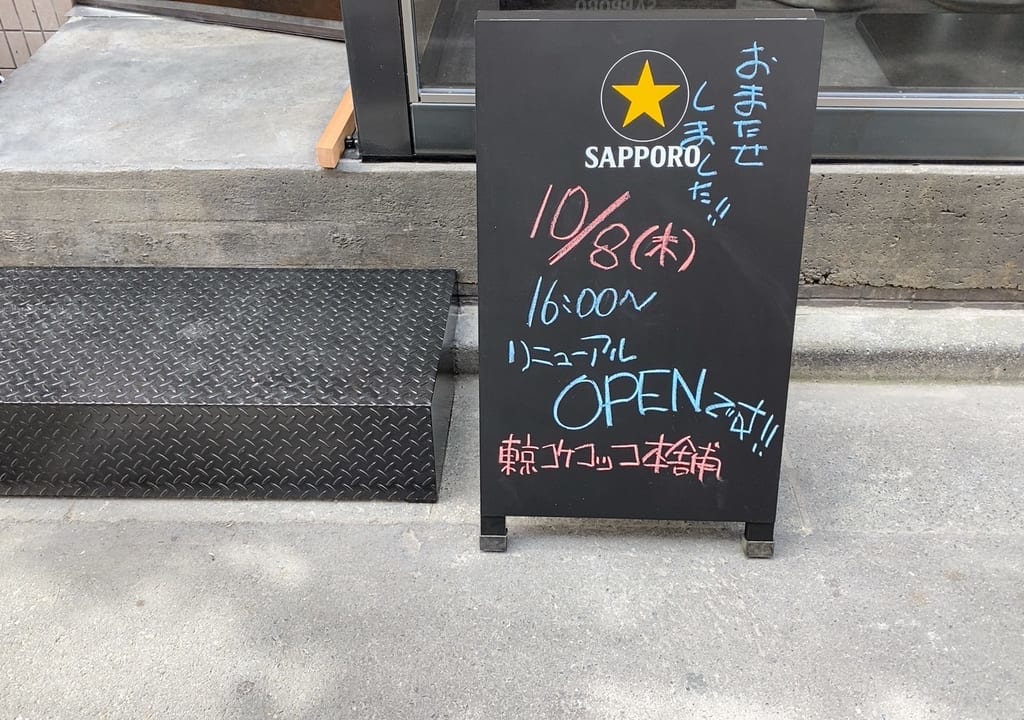 おまたせ
しました!!
SAPPORO
10/8(木)
16:00~
リニューアル
OPENです!!
東京コケコッコ本舗